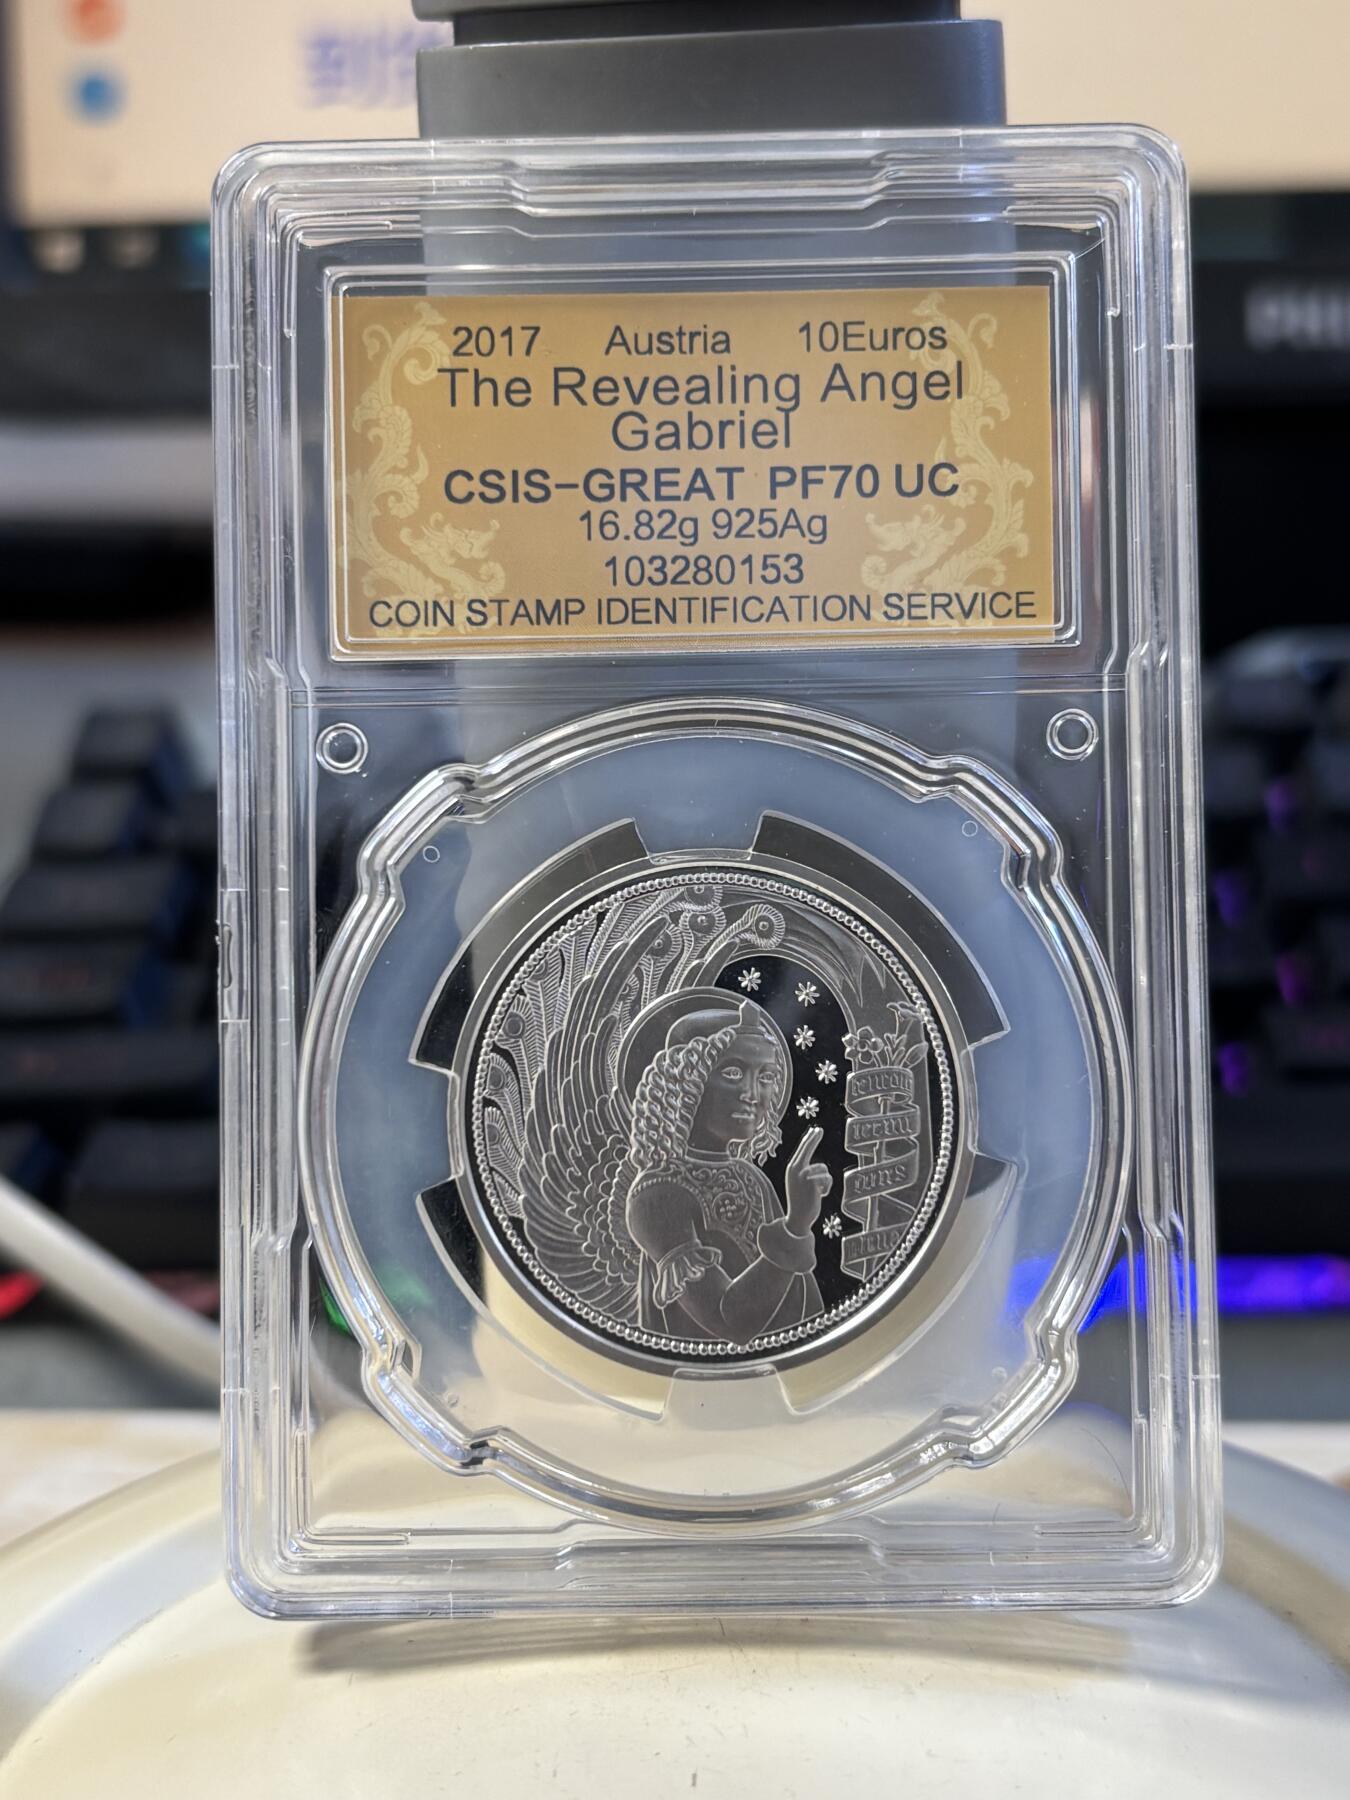 2017 Austria 10Euros
The Revealing Angel
Gabriel
CSIS-GREAT PF70 UC
16.82g 925Ag
103280153
COIN STAMP IDENTIFICATION SERVICE